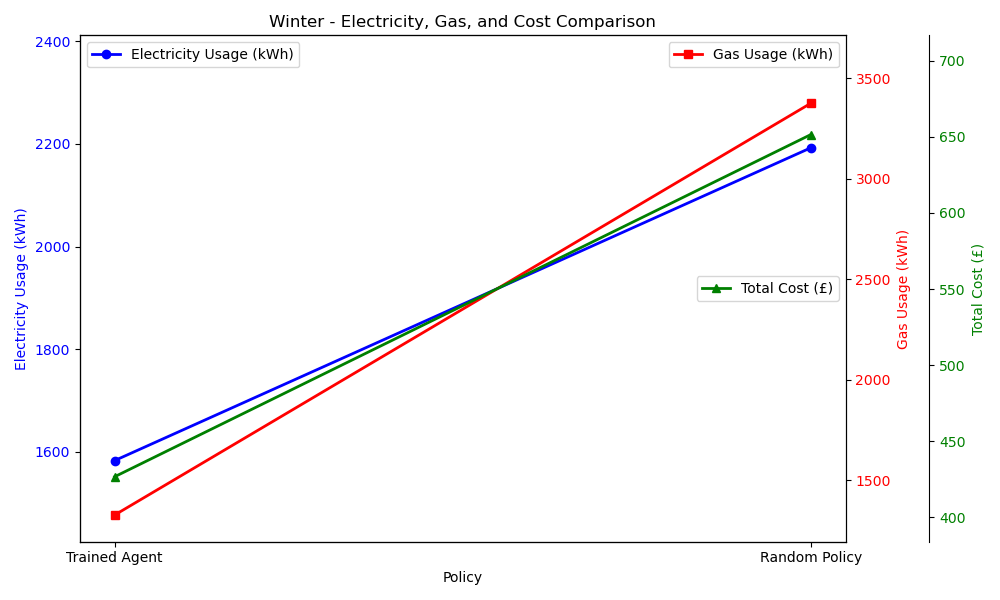 Winter - Electricity, Gas, and Cost Comparison
Electricity Usage (kWh)
Gas Usage (kWh)
Total Cost (£)
Electricity Usage (kWh)
2400
2200
2000
1800
1600
Gas Usage (kWh)
3500
3000
2500
2000
1500
Total Cost (£)
700
650
600
550
500
450
400
Trained Agent
Random Policy
Policy